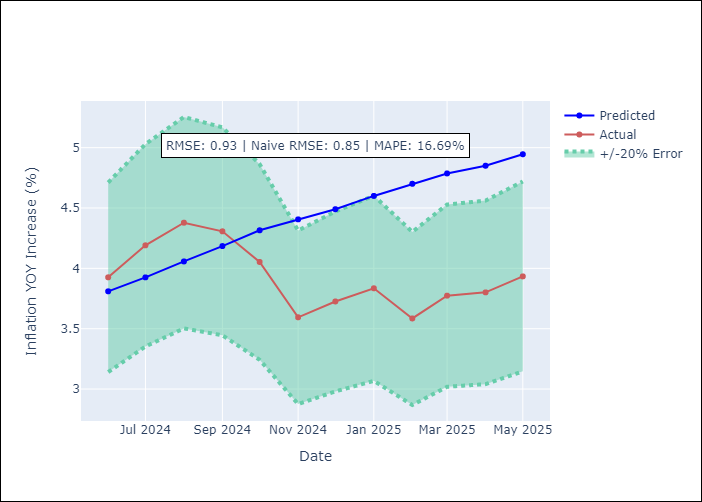 RMSE: 0.93 | Naive RMSE: 0.85 | MAPE: 16.69%
Predicted
Actual
+/-20% Error
Inflation YOY Increase (%)
5
4.5
4
3.5
3
Jul 2024
Sep 2024
Nov 2024
Jan 2025
Mar 2025
May 2025
Date